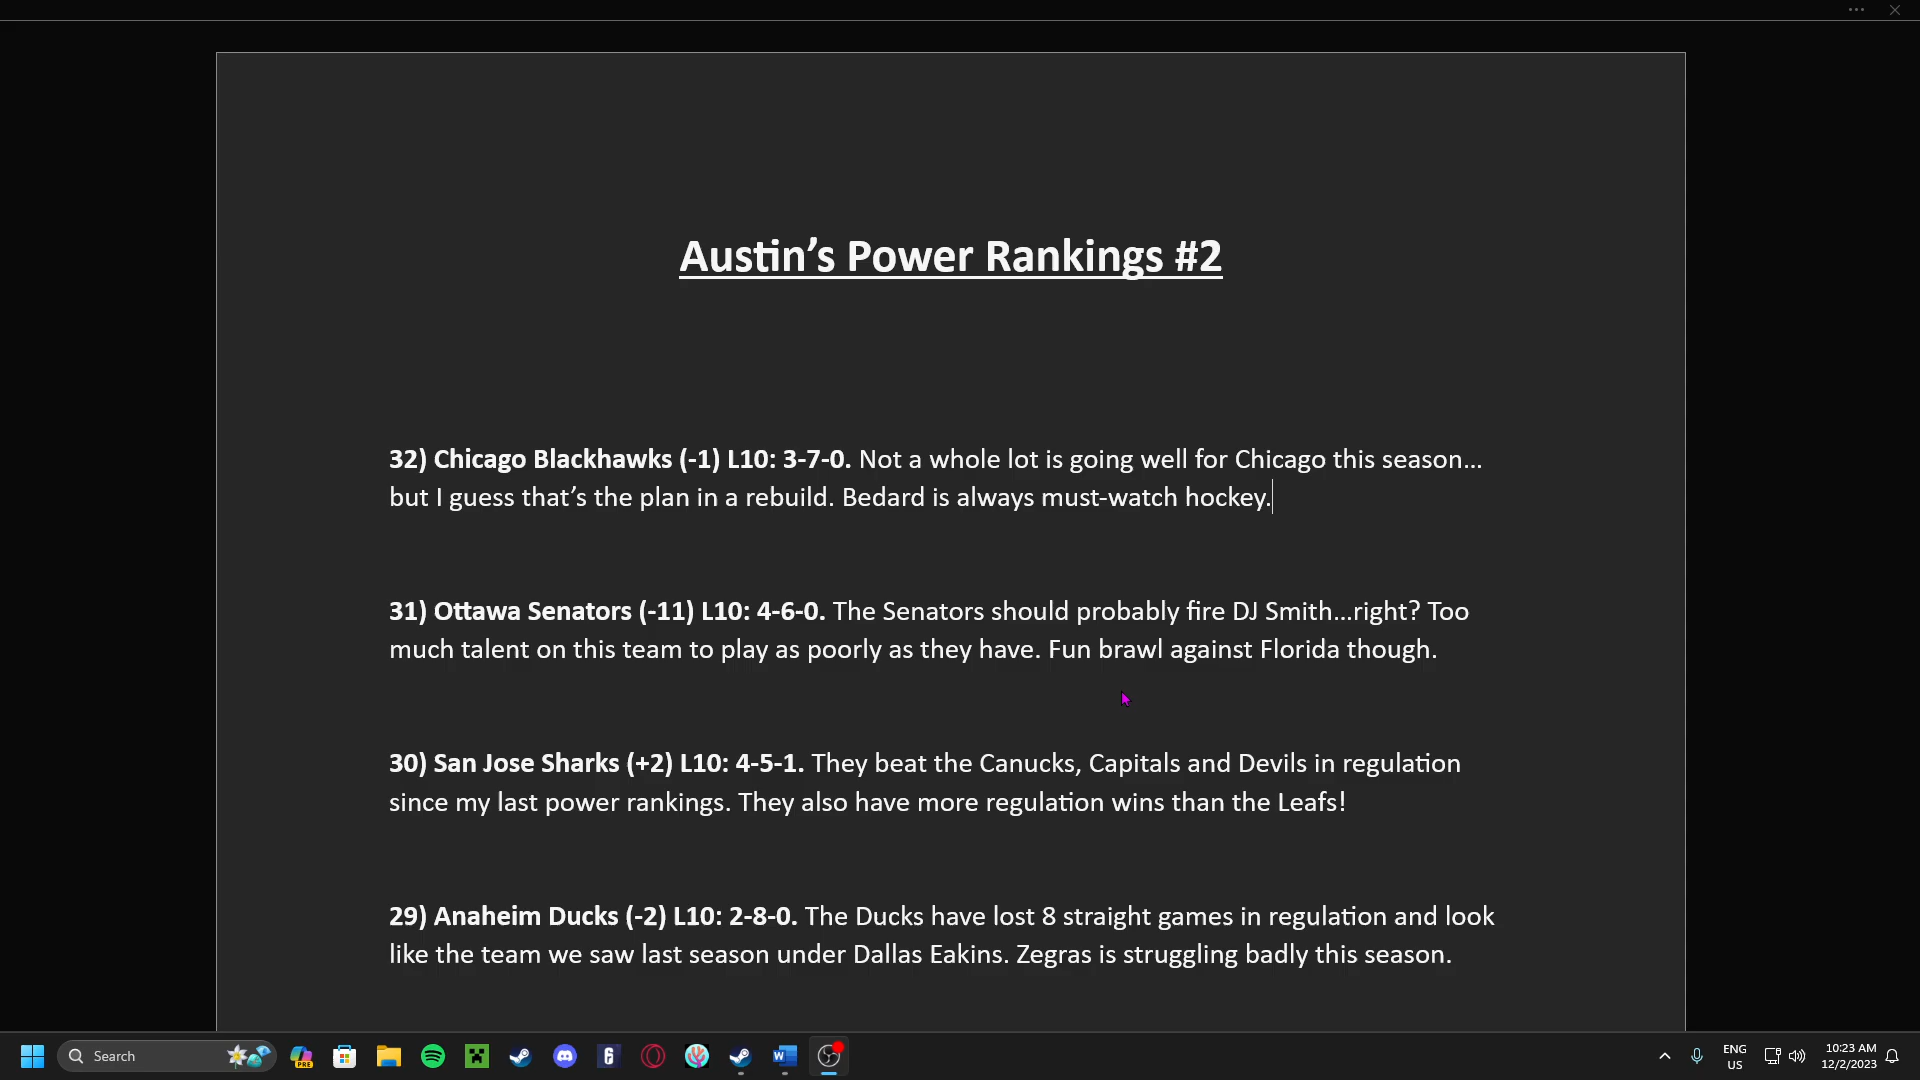 Austin’s Power Rankings #2
32) Chicago Blackhawks (-1) L10: 3-7-0. Not a whole lot is going well for Chicago this season…
but I guess that’s the plan in a rebuild. Bedard is always must-watch hockey.
31) Ottawa Senators (-11) L10: 4-6-0. The Senators should probably fire DJ Smith…right? Too
much talent on this team to play as poorly as they have. Fun brawl against Florida though.
30) San Jose Sharks (+2) L10: 4-5-1. They beat the Canucks, Capitals and Devils in regulation
since my last power rankings. They also have more regulation wins than the Leafs!
29) Anaheim Ducks (-2) L10: 2-8-0. The Ducks have lost 8 straight games in regulation and look
like the team we saw last season under Dallas Eakins. Zegras is struggling badly this season.
Search
PRE
6
W
ENG
US
10:23 AM
12/2/2023